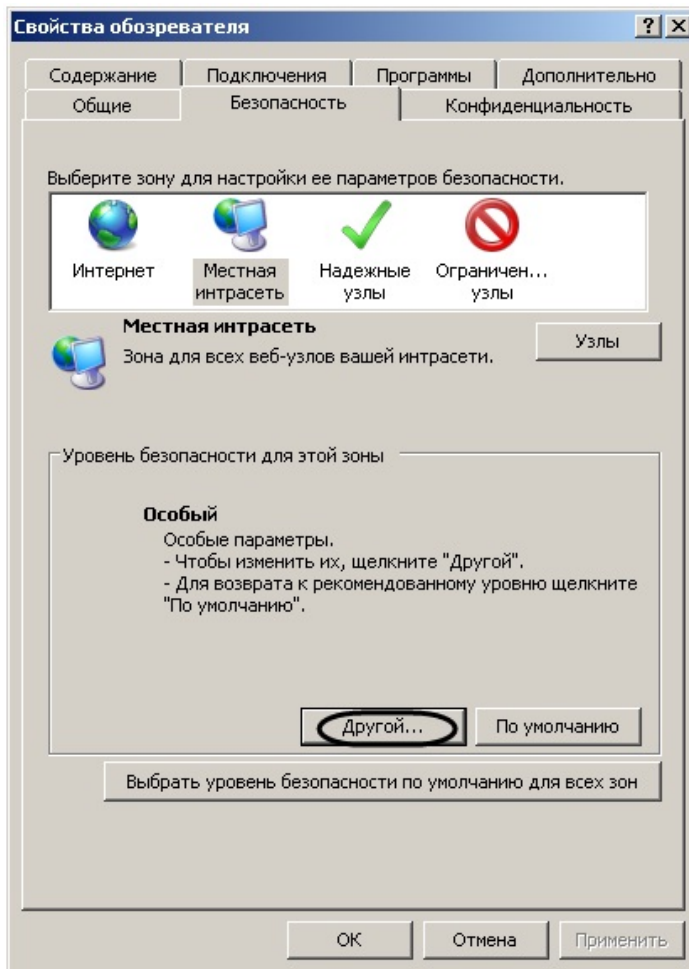 Свойства обозревателя
Содержание Подключения Программы Дополнительно
Общие Безопасность Конфиденциальность
Выберите зону для настройки ее параметров безопасности.
Интернет Местная интрасеть Надежные узлы Ограничен... узлы
Местная интрасеть
Зона для всех веб-узлов вашей интрасети.
Узлы
Уровень безопасности для этой зоны
Особый
Особые параметры.
- Чтобы изменить их, щелкните "Другой".
- Для возврата к рекомендованному уровню щелкните
"По умолчанию".
Другой... По умолчанию
Выбрать уровень безопасности по умолчанию для всех зон
ОК Отмена Применить